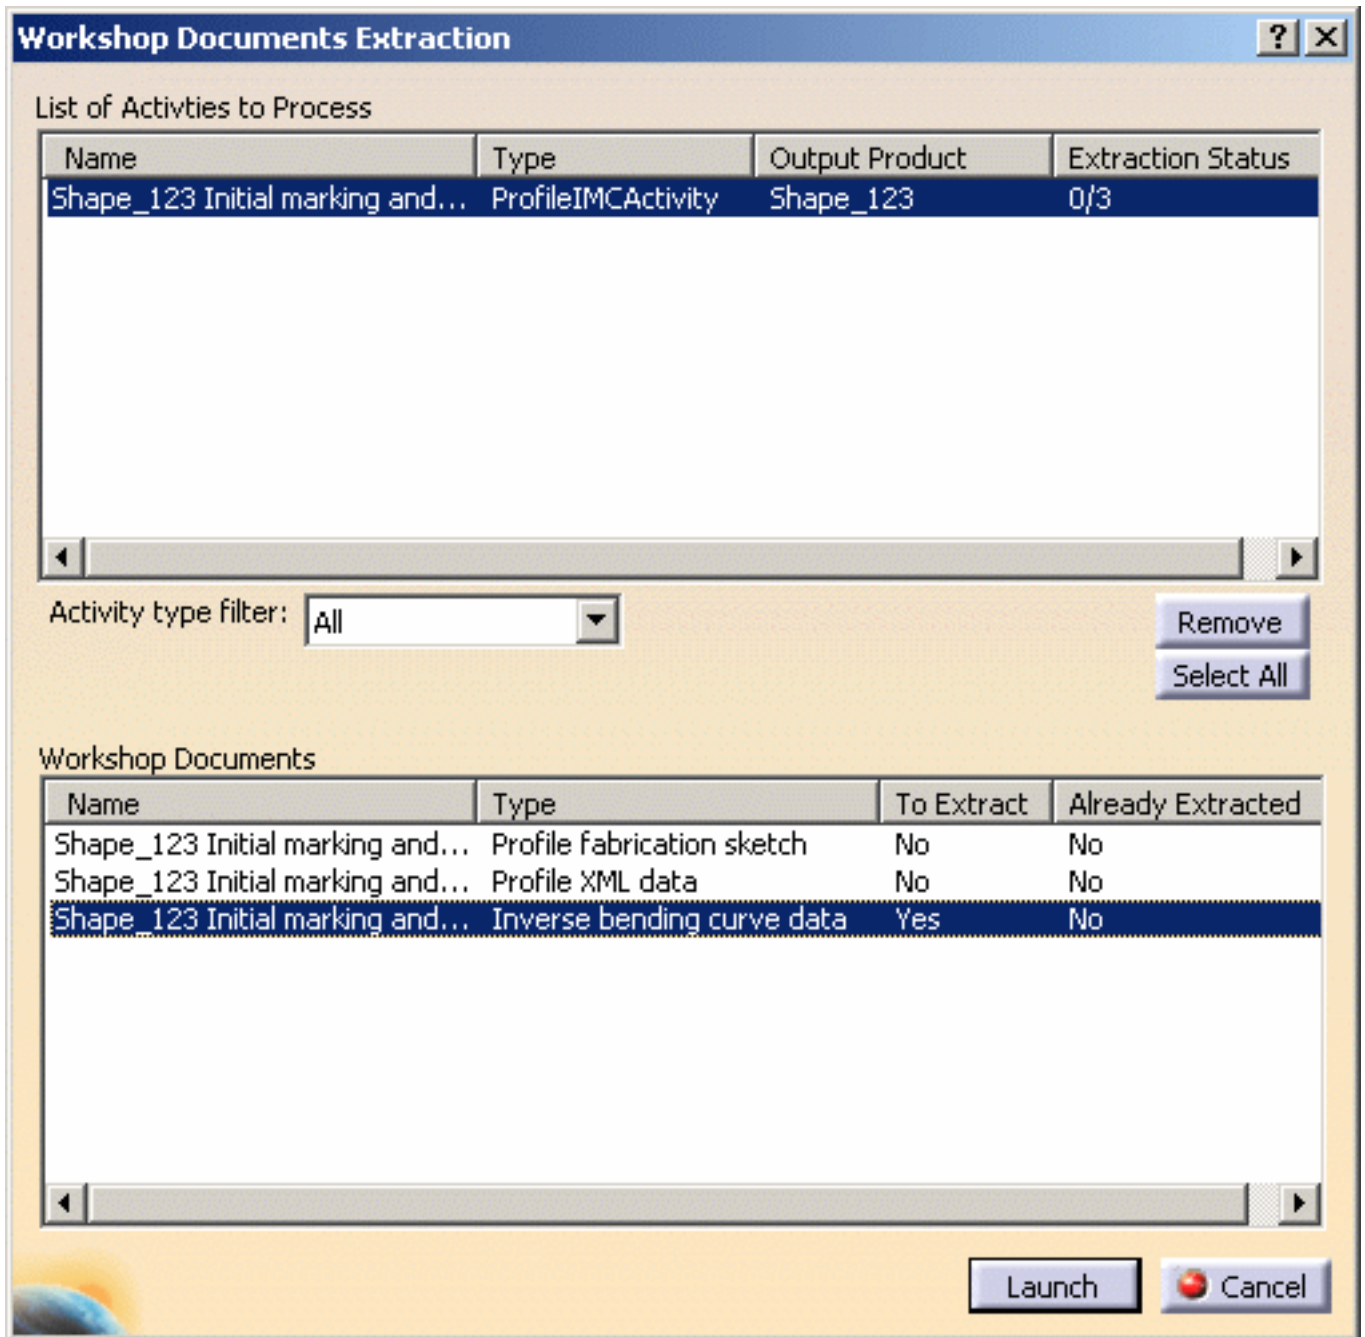 Workshop Documents Extraction
List of Activties to Process
Name Type Output Product Extraction Status
Shape_123 Initial marking and... ProfileIMCActivity Shape_123 0/3
Activity type filter: All
Remove
Select All
Workshop Documents
Name Type To Extract Already Extracted
Shape_123 Initial marking and... Profile fabrication sketch No No
Shape_123 Initial marking and... Profile XML data No No
Shape_123 Initial marking and... Inverse bending curve data Yes No
Launch Cancel